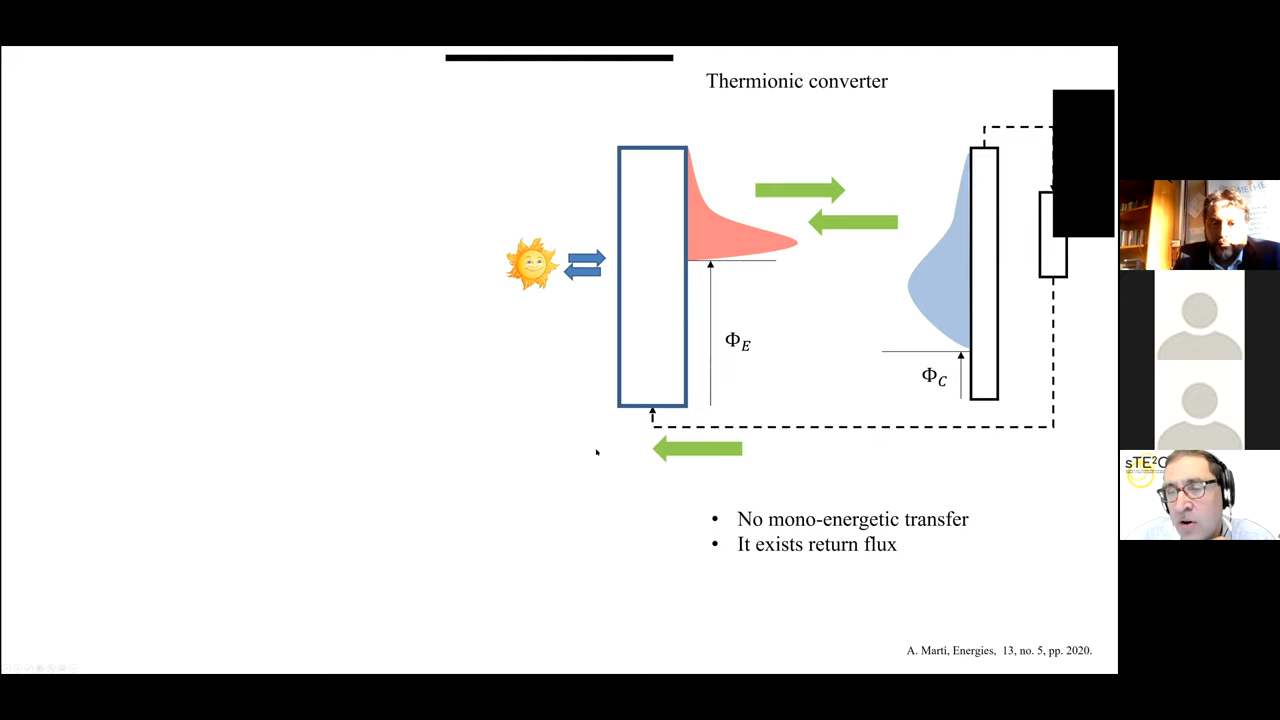 Thermionic converter
Φ_E
Φ_C
• No mono-energetic transfer
• It exists return flux
A. Martí, Energies, 13, no. 5, pp. 2020.
sTE²C